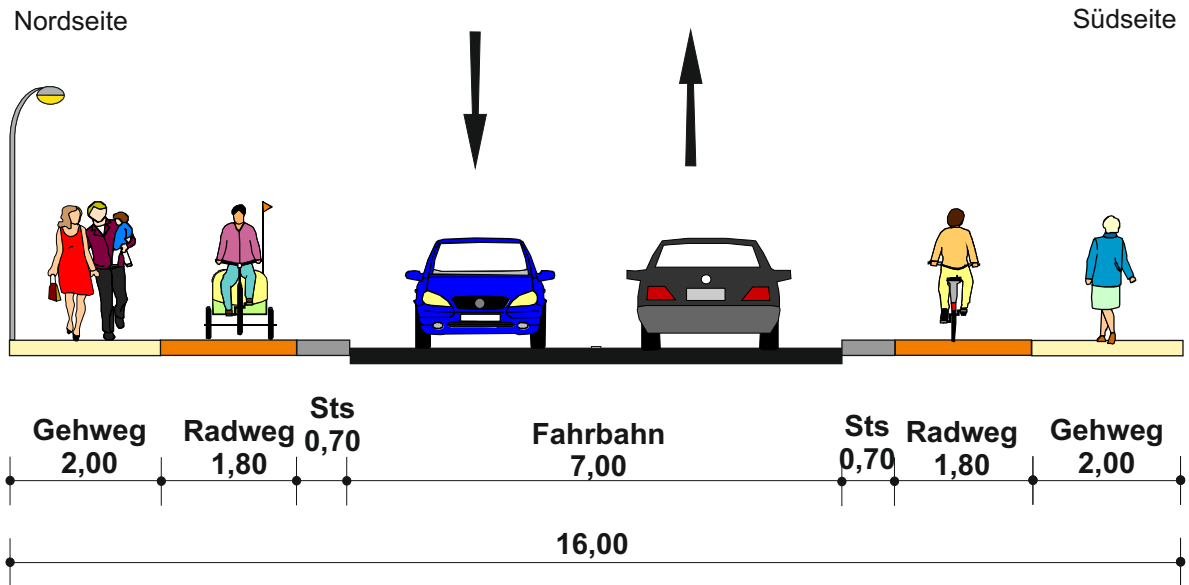 Nordseite
Südseite
Gehweg
2,00
Radweg
1,80
Sts
0,70
Fahrbahn
7,00
Sts
0,70
Radweg
1,80
Gehweg
2,00
16,00